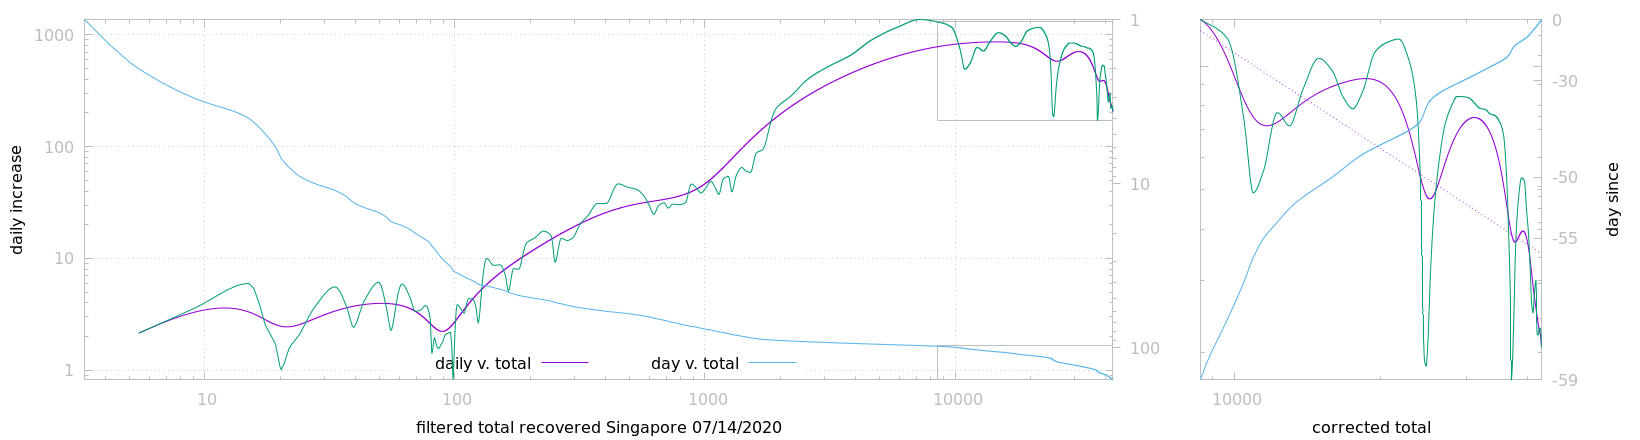 1000
100
10
1
daily increase
10
100
1000
10000
filtered total recovered Singapore 07/14/2020
daily v. total
day v. total
1
10
100
10000
corrected total
0
-30
-50
-55
-59
day since